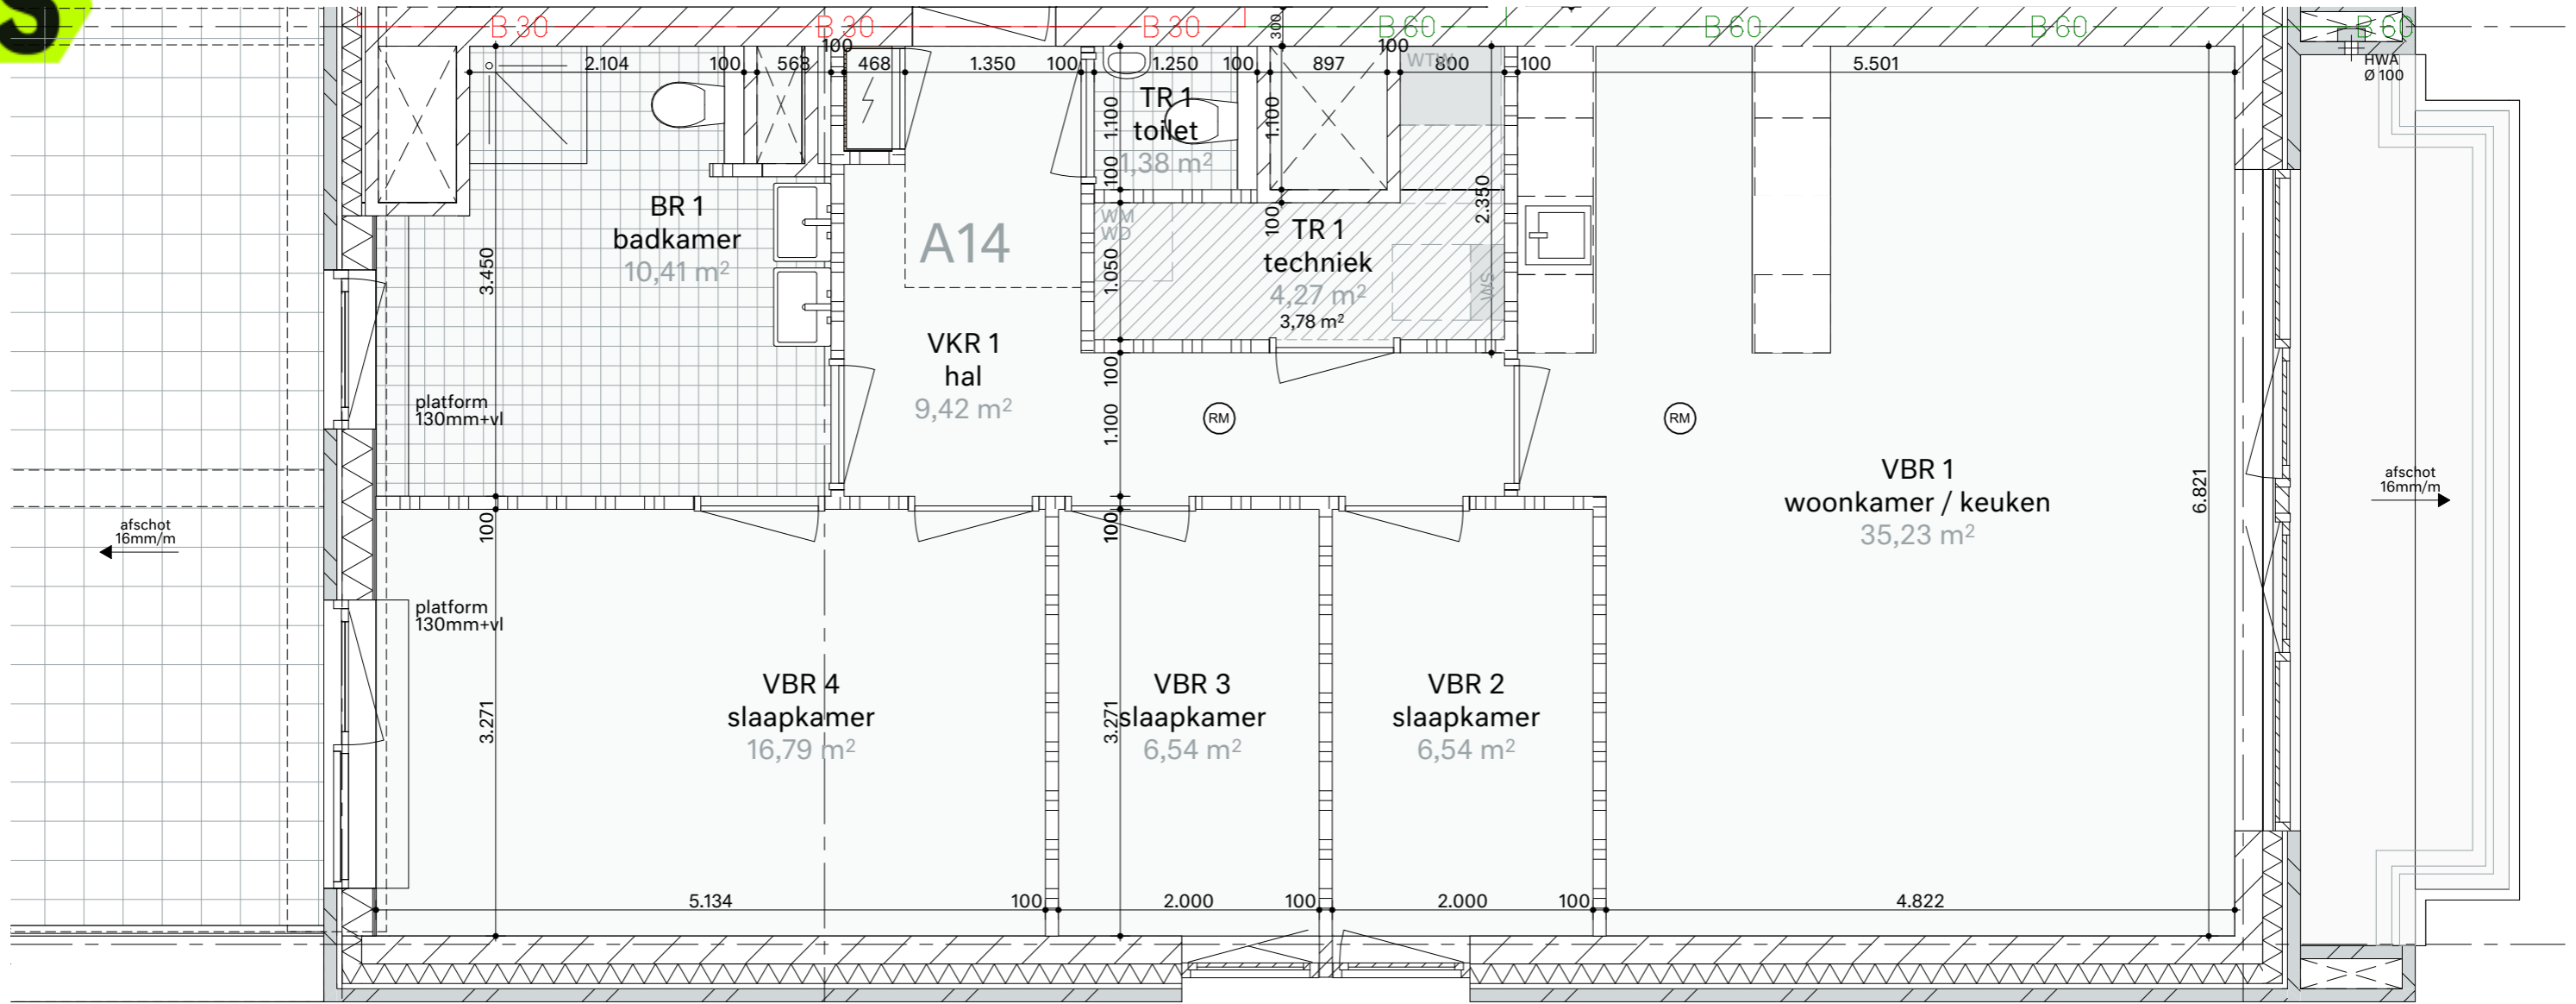 S
B 30
B 30
B 30
B 60
B 60
B 60
B 60
300
100
100
2.104
100
568
468
1.350
100
1.250
100
897
WTW
800
100
5.501
HWA
Ø 100
1.100
TR 1
toilet
1,38 m²
1.100
100
BR 1
badkamer
10,41 m²
A14
WM
WD
100
TR 1
techniek
4,27 m²
3,78 m²
2.350
SW
3.450
1.050
VKR 1
hal
9,42 m²
100
platform
130mm+vl
1.100
RM
RM
VBR 1
woonkamer / keuken
35,23 m²
6.821
afschot
16mm/m
afschot
16mm/m
100
100
platform
130mm+vl
VBR 4
slaapkamer
16,79 m²
VBR 3
slaapkamer
6,54 m²
VBR 2
slaapkamer
6,54 m²
3.271
3.271
5.134
100
2.000
100
2.000
100
4.822